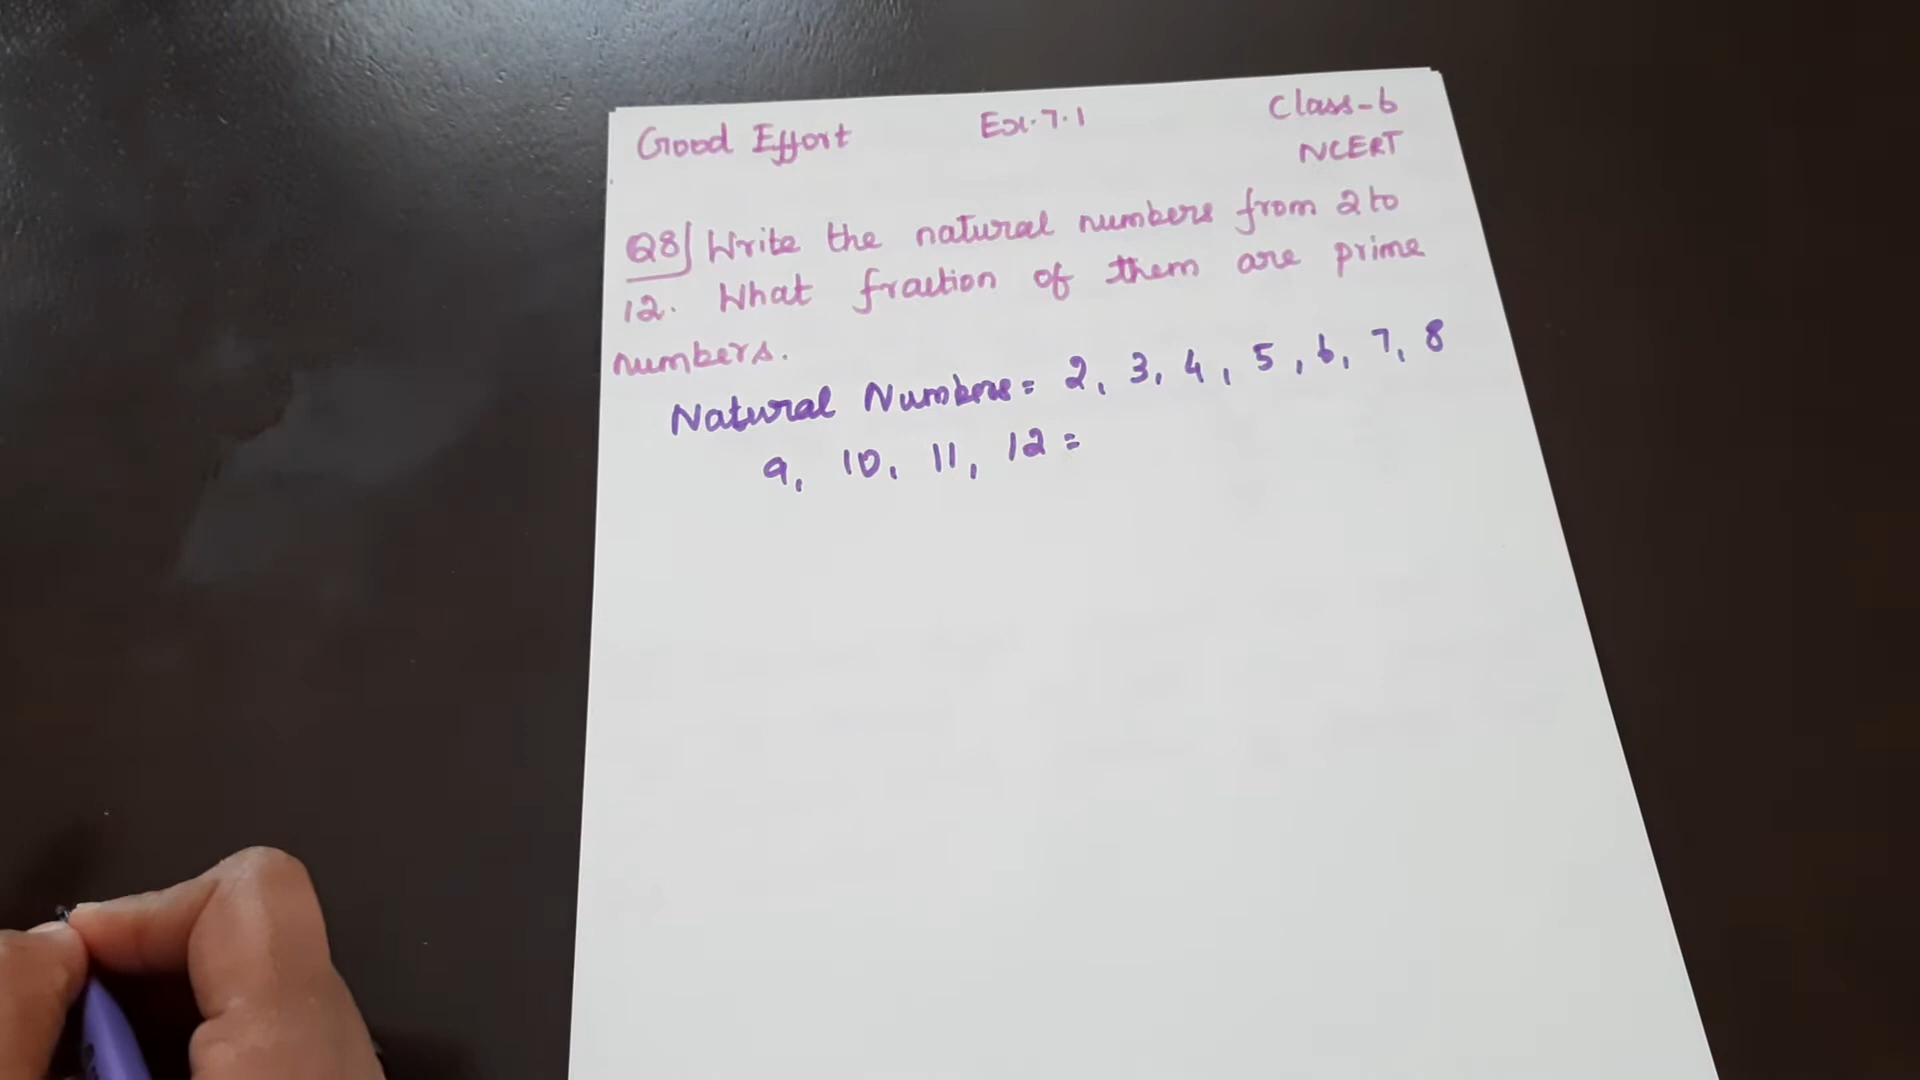 Good Effort Ex.7.1 Class-6
NCERT
Q8) Write the natural numbers from 2 to
12. What fraction of them are prime
numbers.
Natural Numbers= 2, 3, 4, 5, 6, 7, 8
9, 10, 11, 12 =